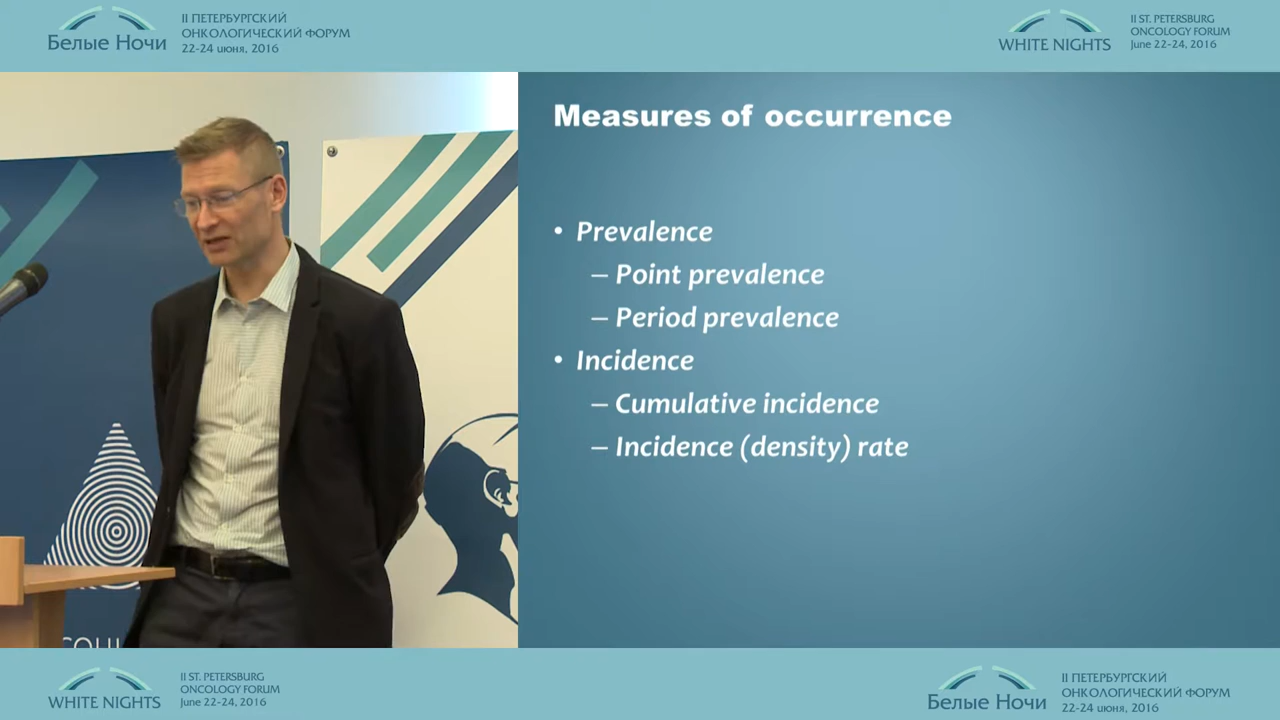 Белые Ночи
II ПЕТЕРБУРГСКИЙ
ОНКОЛОГИЧЕСКИЙ ФОРУМ
22-24 июня, 2016
WHITE NIGHTS
II ST. PETERSBURG
ONCOLOGY FORUM
June 22-24, 2016
Measures of occurrence
• Prevalence
– Point prevalence
– Period prevalence
• Incidence
– Cumulative incidence
– Incidence (density) rate
WHITE NIGHTS
II ST. PETERSBURG
ONCOLOGY FORUM
June 22-24, 2016
Белые Ночи
II ПЕТЕРБУРГСКИЙ
ОНКОЛОГИЧЕСКИЙ ФОРУМ
22-24 июня, 2016